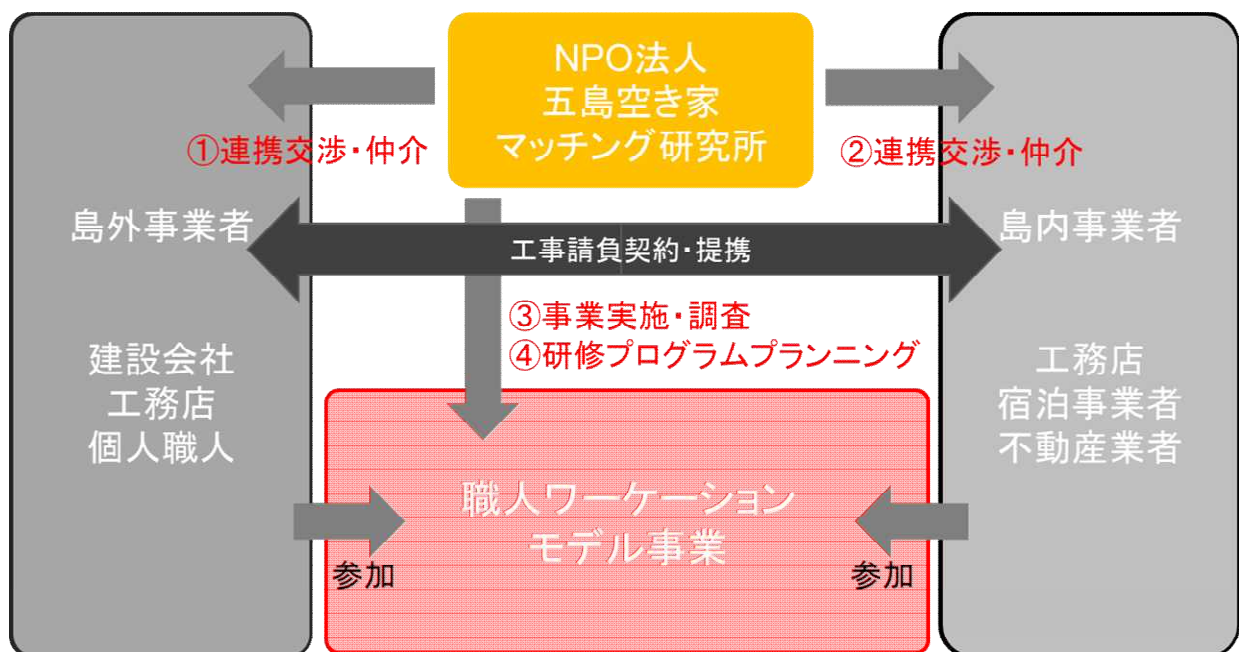 NPO法人
五島空き家
マッチング研究所
①連携交渉・仲介
②連携交渉・仲介
島外事業者
工事請負契約・提携
島内事業者
③事業実施・調査
④研修プログラムプランニング
建設会社
工務店
個人職人
工務店
宿泊事業者
不動産業者
職人ワーケーション
モデル事業
参加
参加